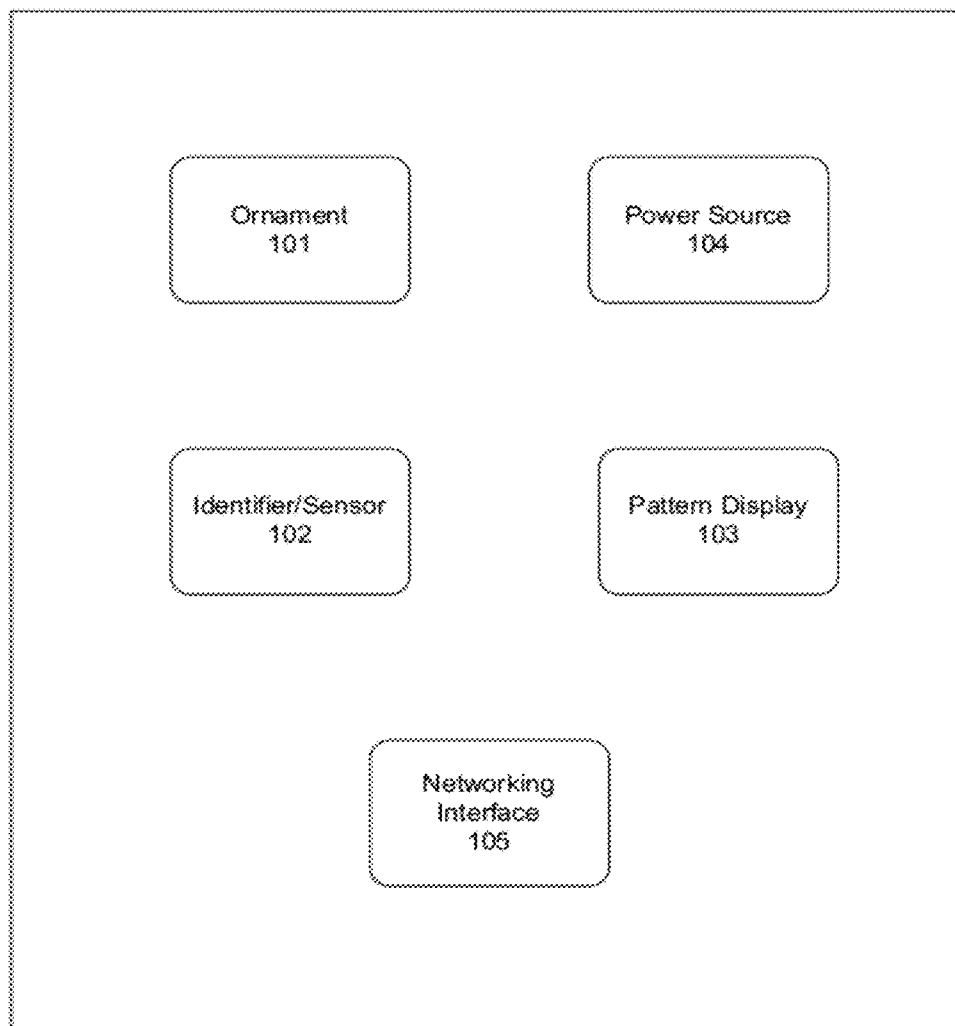 Ornament
101
Power Source
104
Identifier/Sensor
102
Pattern Display
103
Networking
Interface
105